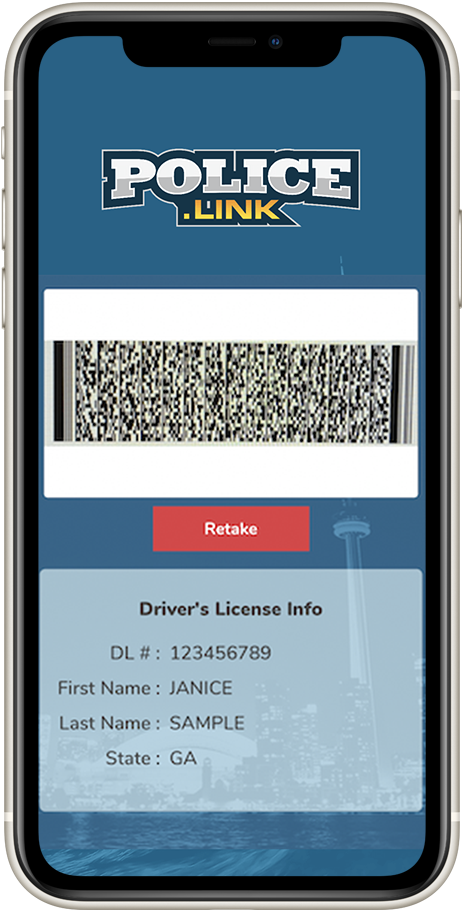 POLICE
.LINK
Retake
Driver's License Info
DL # : 123456789
First Name : JANICE
Last Name : SAMPLE
State : GA